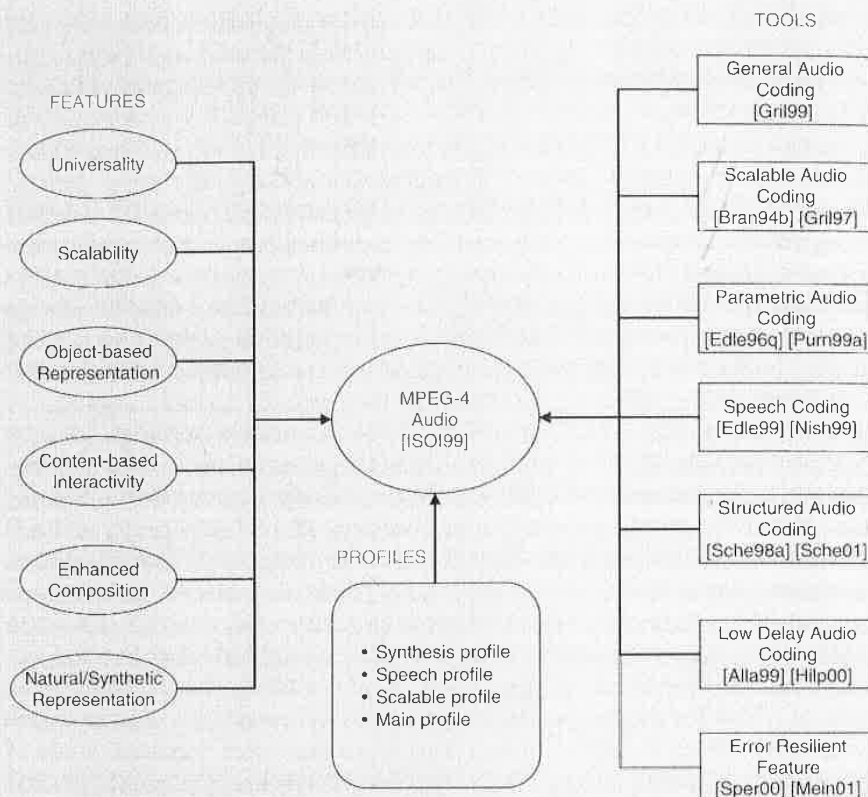 TOOLS
General Audio
Coding
[Gril99]
FEATURES
Universality
Scalable Audio
Coding
[Bran94b] [Gril97]
Scalability
Parametric Audio
Coding
[Edle96q] [Purn99a]
Object-based
Representation
MPEG-4
Audio
[ISOI99]
Speech Coding
[Edle99] [Nish99]
Content-based
Interactivity
Structured Audio
Coding
[Sche98a] [Sche01]
PROFILES
Enhanced
Composition
Low Delay Audio
Coding
[Alla99] [Hilp00]
• Synthesis profile
• Speech profile
• Scalable profile
• Main profile
Natural/Synthetic
Representation
Error Resilient
Feature
[Sper00] [Mein01]